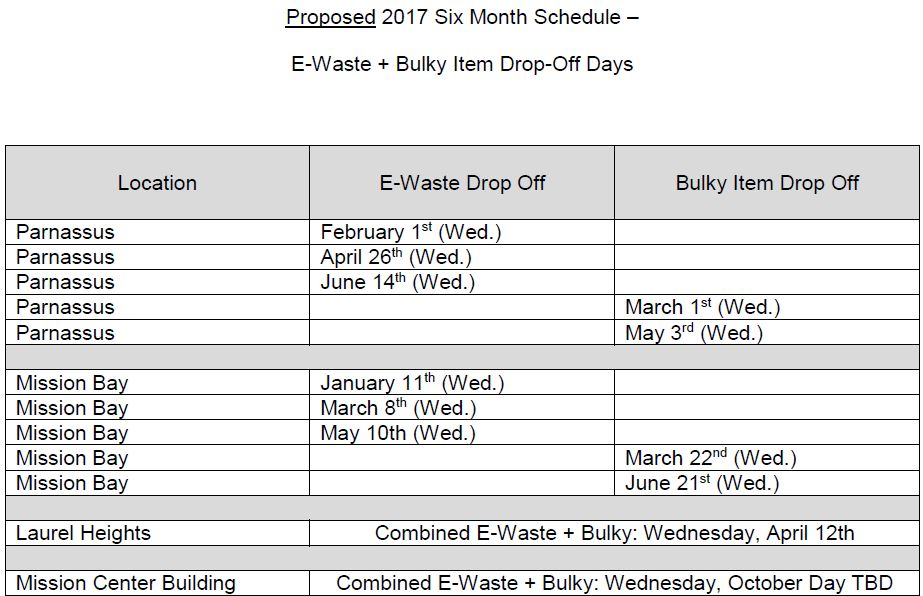 Proposed 2017 Six Month Schedule –
E-Waste + Bulky Item Drop-Off Days
Location E-Waste Drop Off Bulky Item Drop Off
Parnassus February 1st (Wed.)
Parnassus April 26th (Wed.)
Parnassus June 14th (Wed.)
Parnassus March 1st (Wed.)
Parnassus May 3rd (Wed.)
Mission Bay January 11th (Wed.)
Mission Bay March 8th (Wed.)
Mission Bay May 10th (Wed.)
Mission Bay March 22nd (Wed.)
Mission Bay June 21st (Wed.)
Laurel Heights Combined E-Waste + Bulky: Wednesday, April 12th
Mission Center Building Combined E-Waste + Bulky: Wednesday, October Day TBD